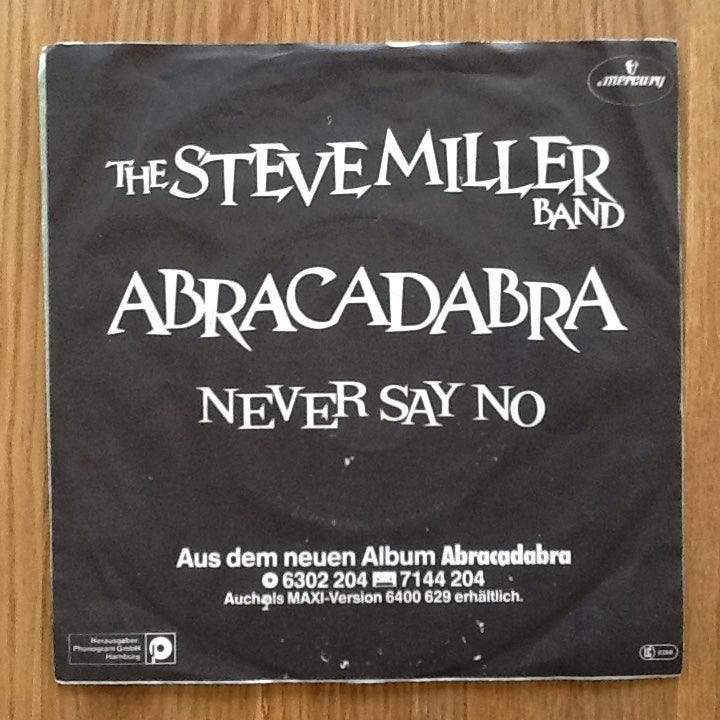 mercury
THE STEVE MILLER
BAND
ABRACADABRA
NEVER SAY NO
Aus dem neuen Album Abracadabra
6302 204 7144 204
Auch als MAXI-Version 6400 629 erhältlich.
Herausgeber:
Phonogram GmbH
Hamburg
LC